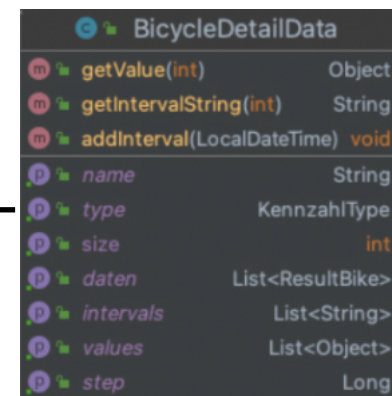 BicycleDetailData
getValue(int) Object
getIntervalString(int) String
addInterval(LocalDateTime) void
name String
type KennzahlType
size int
daten List<ResultBike>
intervals List<String>
values List<Object>
step Long